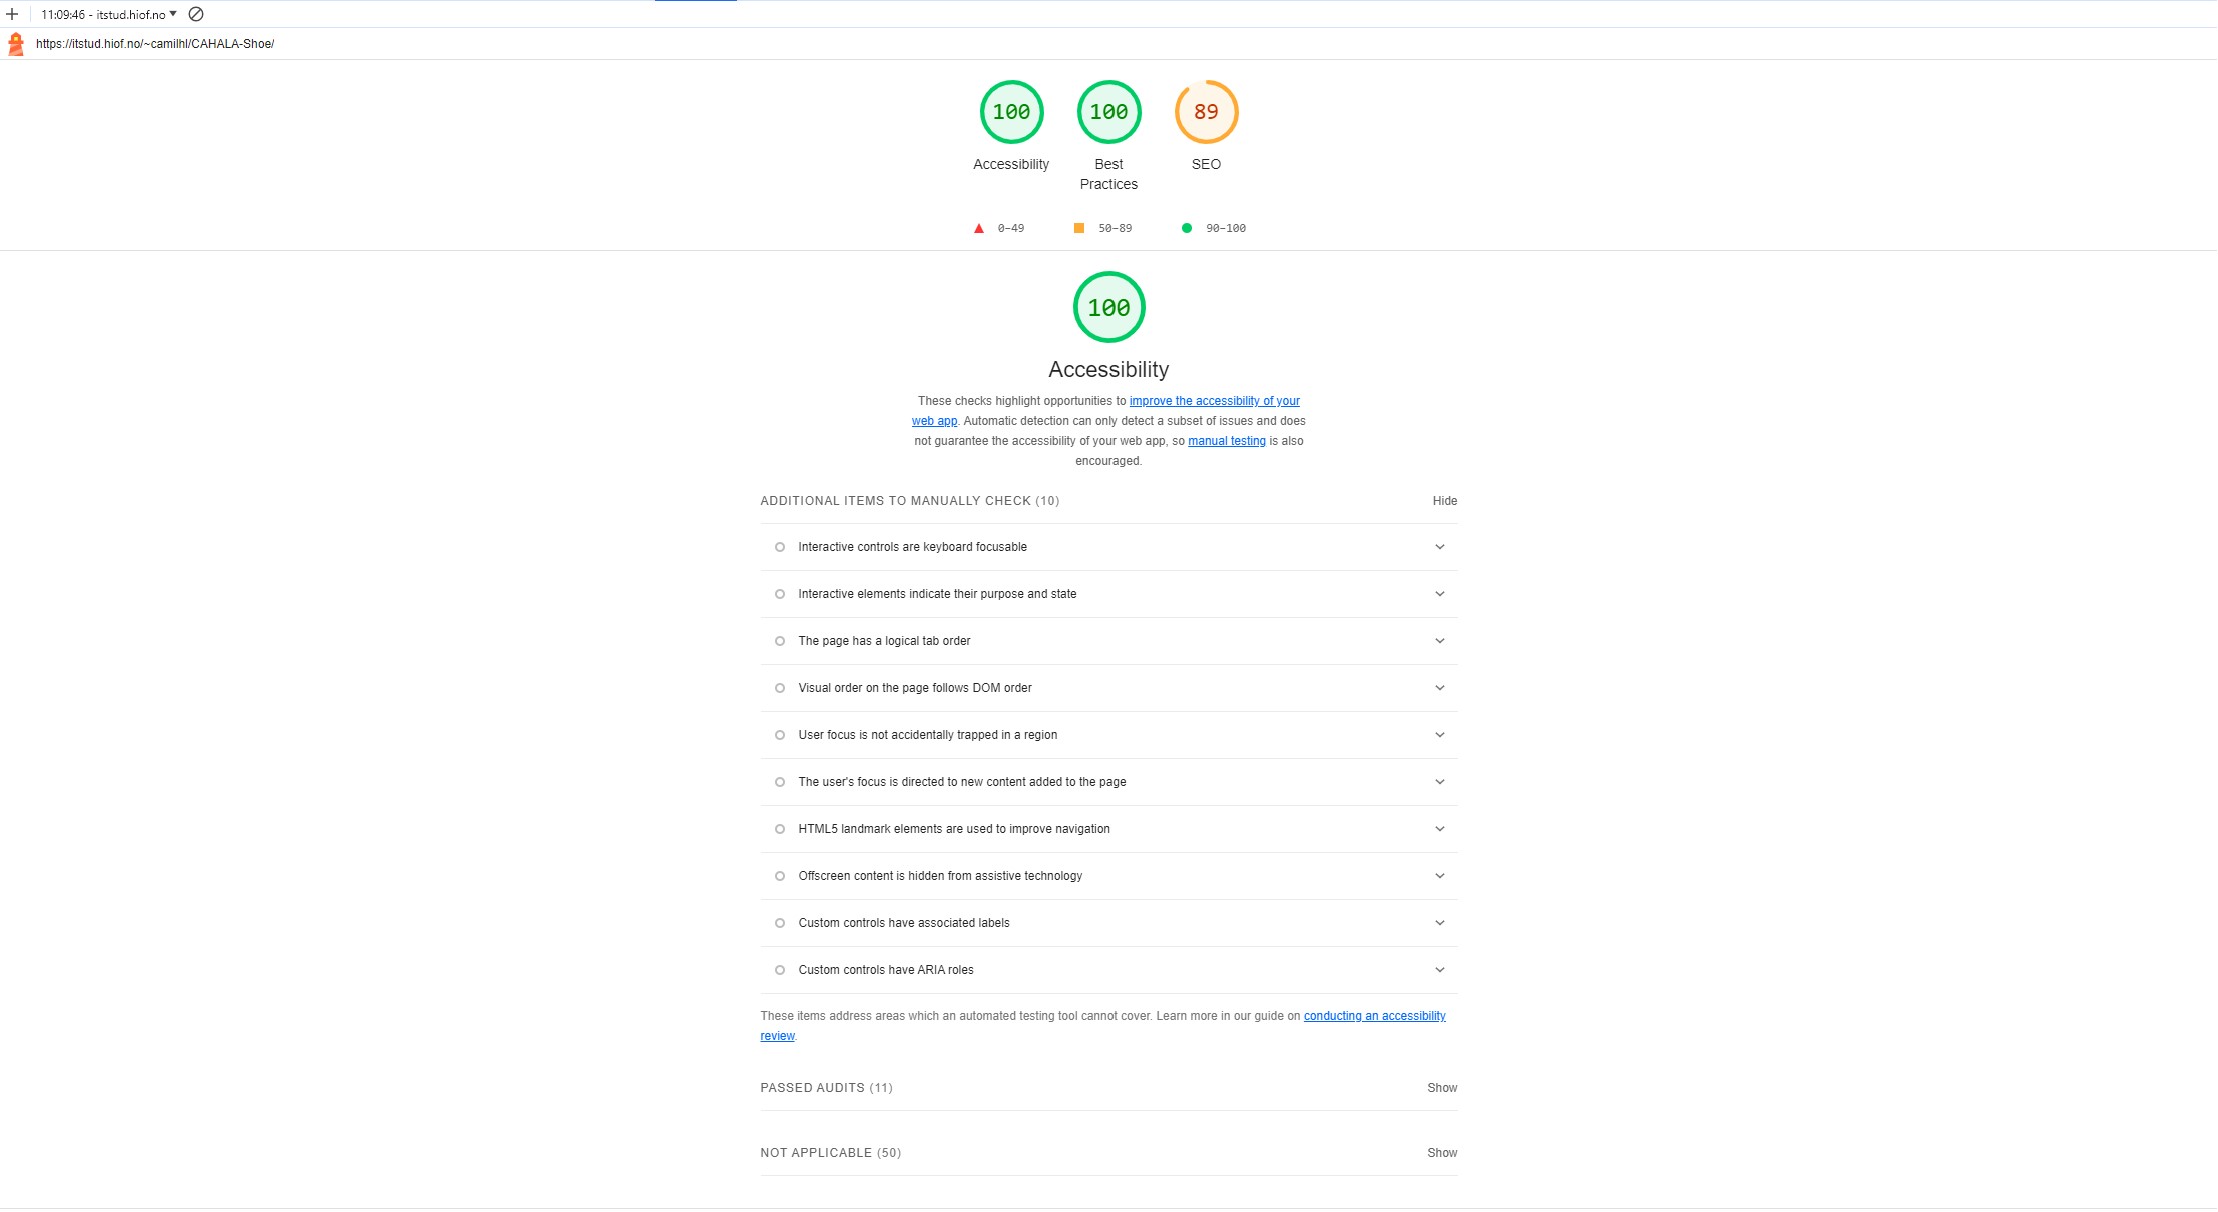 11:09:46 - itstud.hiof.no
https://itstud.hiof.no/~camilhl/CAHALA-Shoe/
100 100 89
Accessibility Best Practices SEO
0–49 50–89 90–100
100
Accessibility
These checks highlight opportunities to improve the accessibility of your
web app. Automatic detection can only detect a subset of issues and does
not guarantee the accessibility of your web app, so manual testing is also
encouraged.
ADDITIONAL ITEMS TO MANUALLY CHECK (10) Hide
Interactive controls are keyboard focusable
Interactive elements indicate their purpose and state
The page has a logical tab order
Visual order on the page follows DOM order
User focus is not accidentally trapped in a region
The user's focus is directed to new content added to the page
HTML5 landmark elements are used to improve navigation
Offscreen content is hidden from assistive technology
Custom controls have associated labels
Custom controls have ARIA roles
These items address areas which an automated testing tool cannot cover. Learn more in our guide on conducting an accessibility
review.
PASSED AUDITS (11) Show
NOT APPLICABLE (50) Show